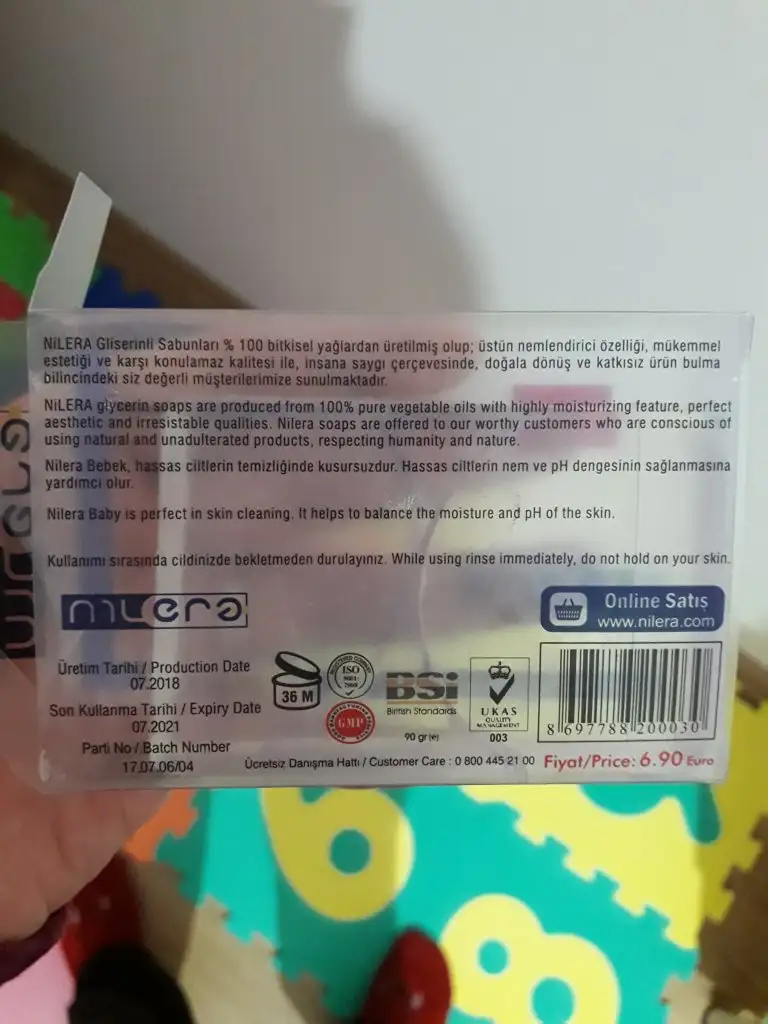 NiLERA Gliserinli Sabunları % 100 bitkisel yağlardan üretilmiş olup; üstün nemlendirici özelliği, mükemmel
estetiği ve karşı konulamaz kalitesi ile, insana saygı çerçevesinde, doğala dönüş ve katkısız ürün bulma
bilincindeki siz değerli müşterilerimize sunulmaktadır.
NiLERA glycerin soaps are produced from 100% pure vegetable oils with highly moisturizing feature, perfect
aesthetic and irresistable qualities. Nilera soaps are offered to our worthy customers who are conscious of
using natural and unadulterated products, respecting humanity and nature.
Nilera Bebek, hassas ciltlerin temizliğinde kusursuzdur. Hassas ciltlerin nem ve pH dengesinin sağlanmasına
yardımcı olur.
Nilera Baby is perfect in skin cleaning. It helps to balance the moisture and pH of the skin.
Kullanımı sırasında cildinizde bekletmeden durulayınız. While using rinse immediately, do not hold on your skin.
nilera
Online Satış
www.nilera.com
Üretim Tarihi / Production Date
07.2018
Son Kullanma Tarihi / Expiry Date
07.2021
Parti No / Batch Number
17.07.06/04
36 M
ISO
GMP
BSi
British Standards
90 gr (e)
UKAS
QUALITY
MANAGEMENT
003
8 697788 200030
Ücretsiz Danışma Hattı / Customer Care : 0 800 445 21 00
Fiyat/Price: 6.90 Euro
6
8